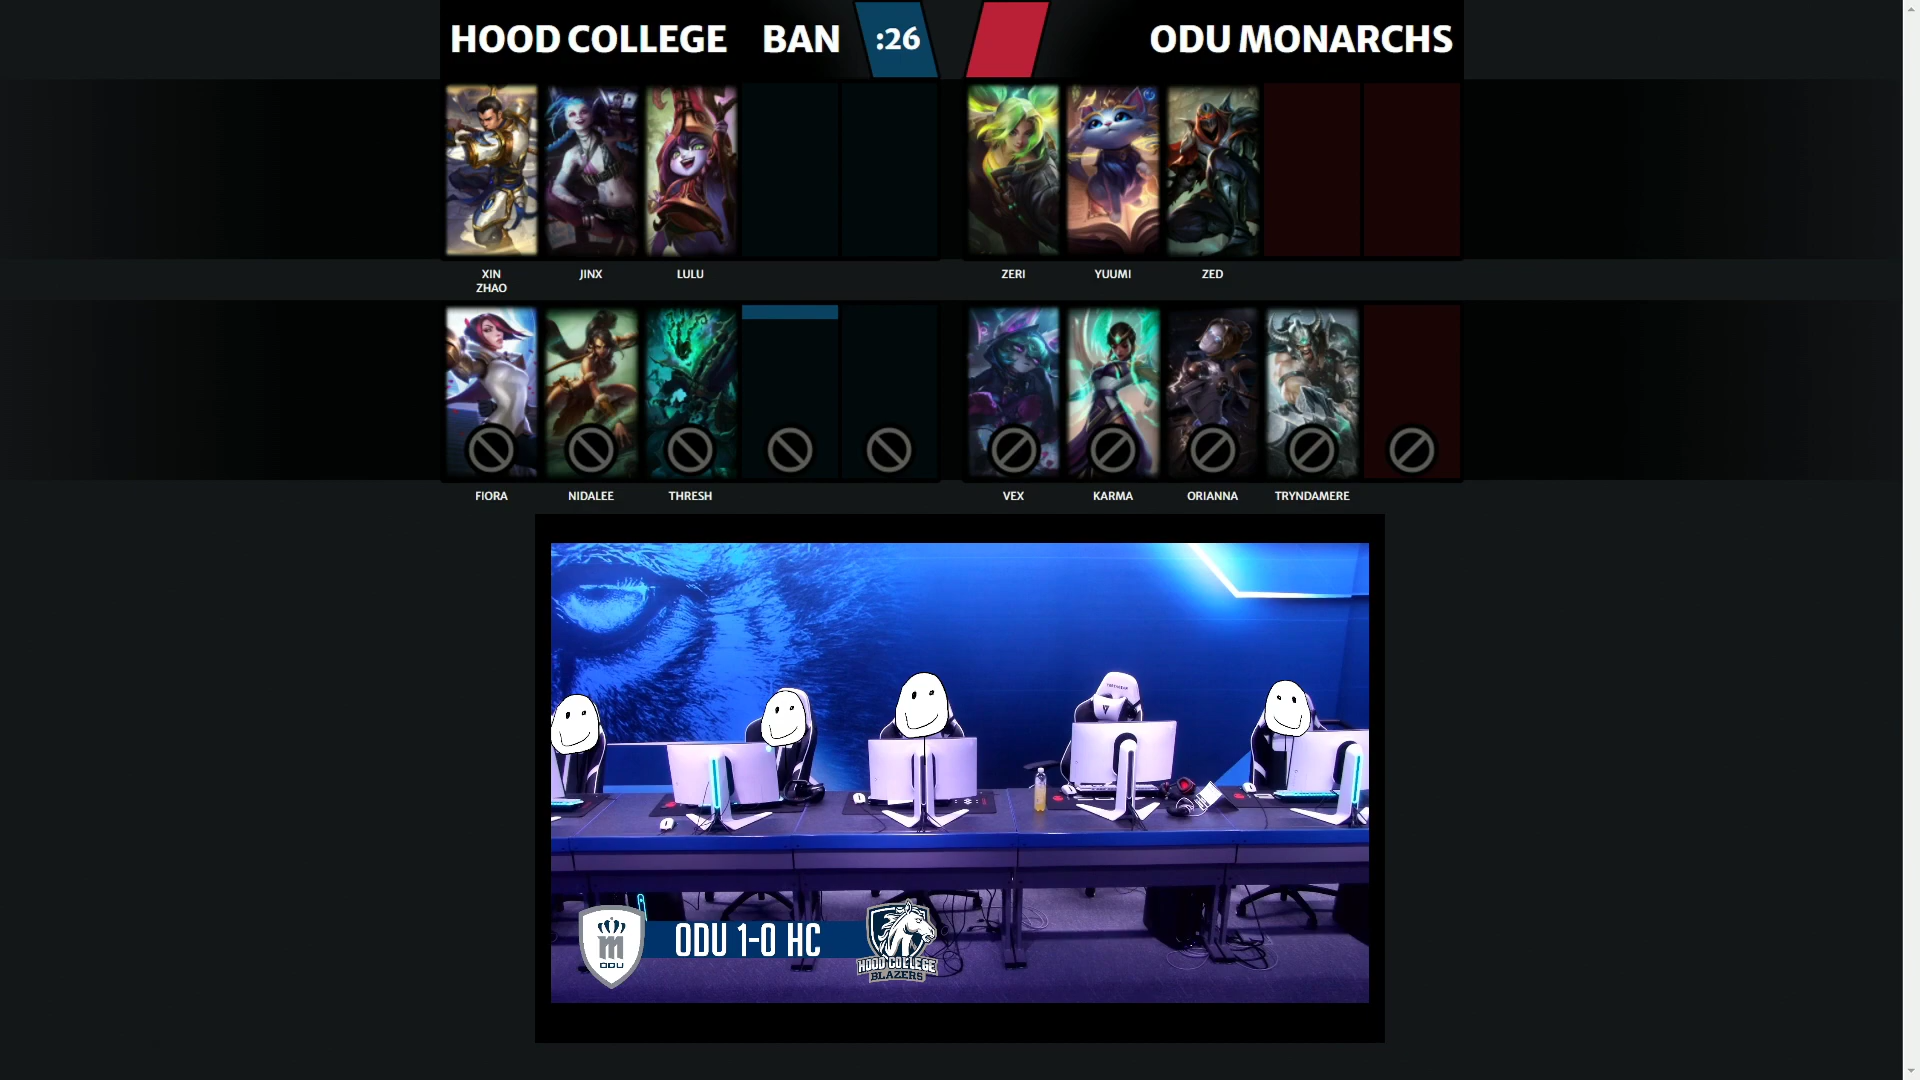 HOOD COLLEGE
BAN
:26
ODU MONARCHS
XIN
ZHAO
JINX
LULU
ZERI
YUUMI
ZED
FIORA
NIDALEE
THRESH
VEX
KARMA
ORIANNA
TRYNDAMERE
m
ODU
ODU 1-0 HC
HOOD COLLEGE
BLAZERS